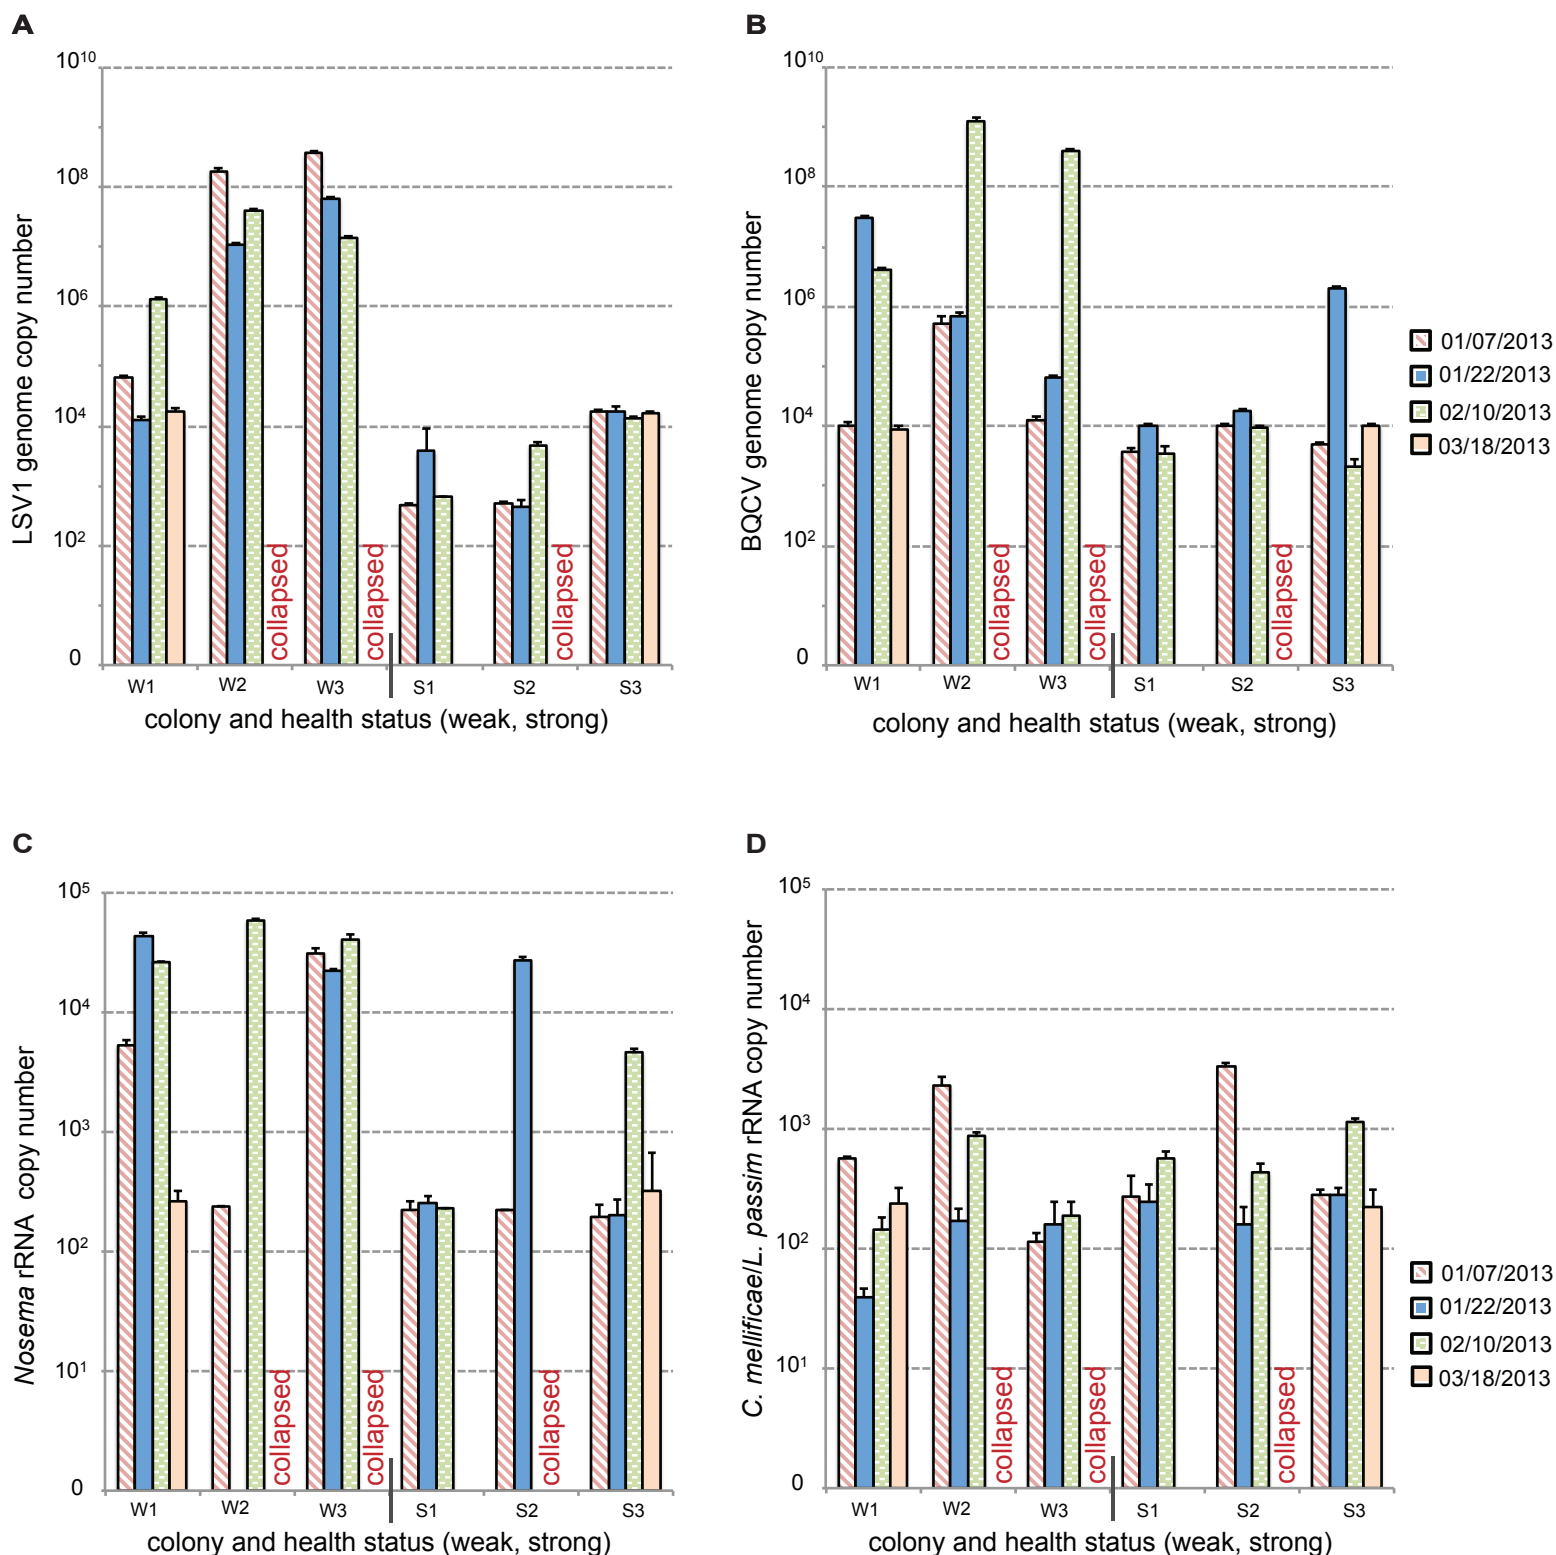 A
LSV1 genome copy number
10¹⁰
10⁸
10⁶
10⁴
10²
0
collapsed
collapsed
collapsed
W1 W2 W3 S1 S2 S3
colony and health status (weak, strong)
B
BQCV genome copy number
10¹⁰
10⁸
10⁶
10⁴
10²
0
collapsed
collapsed
collapsed
W1 W2 W3 S1 S2 S3
colony and health status (weak, strong)
01/07/2013
01/22/2013
02/10/2013
03/18/2013
C
Nosema rRNA copy number
10⁵
10⁴
10³
10²
10¹
0
collapsed
collapsed
collapsed
W1 W2 W3 S1 S2 S3
colony and health status (weak, strong)
D
C. mellificae/L. passim rRNA copy number
10⁵
10⁴
10³
10²
10¹
0
collapsed
collapsed
collapsed
W1 W2 W3 S1 S2 S3
colony and health status (weak, strong)
01/07/2013
01/22/2013
02/10/2013
03/18/2013